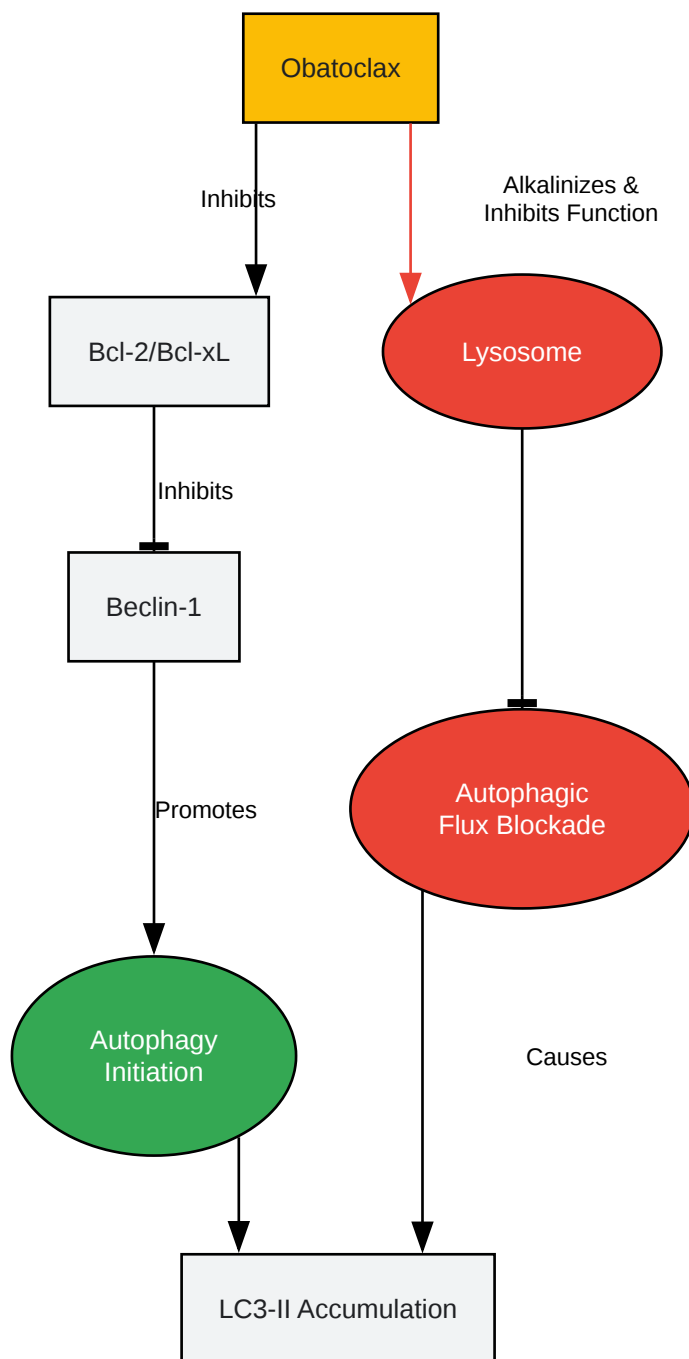 Obatoclax
Inhibits
Alkalinizes &
Inhibits Function
Bcl-2/Bcl-xL
Lysosome
Inhibits
Beclin-1
Autophagic
Flux Blockade
Promotes
Autophagy
Initiation
Causes
LC3-II Accumulation